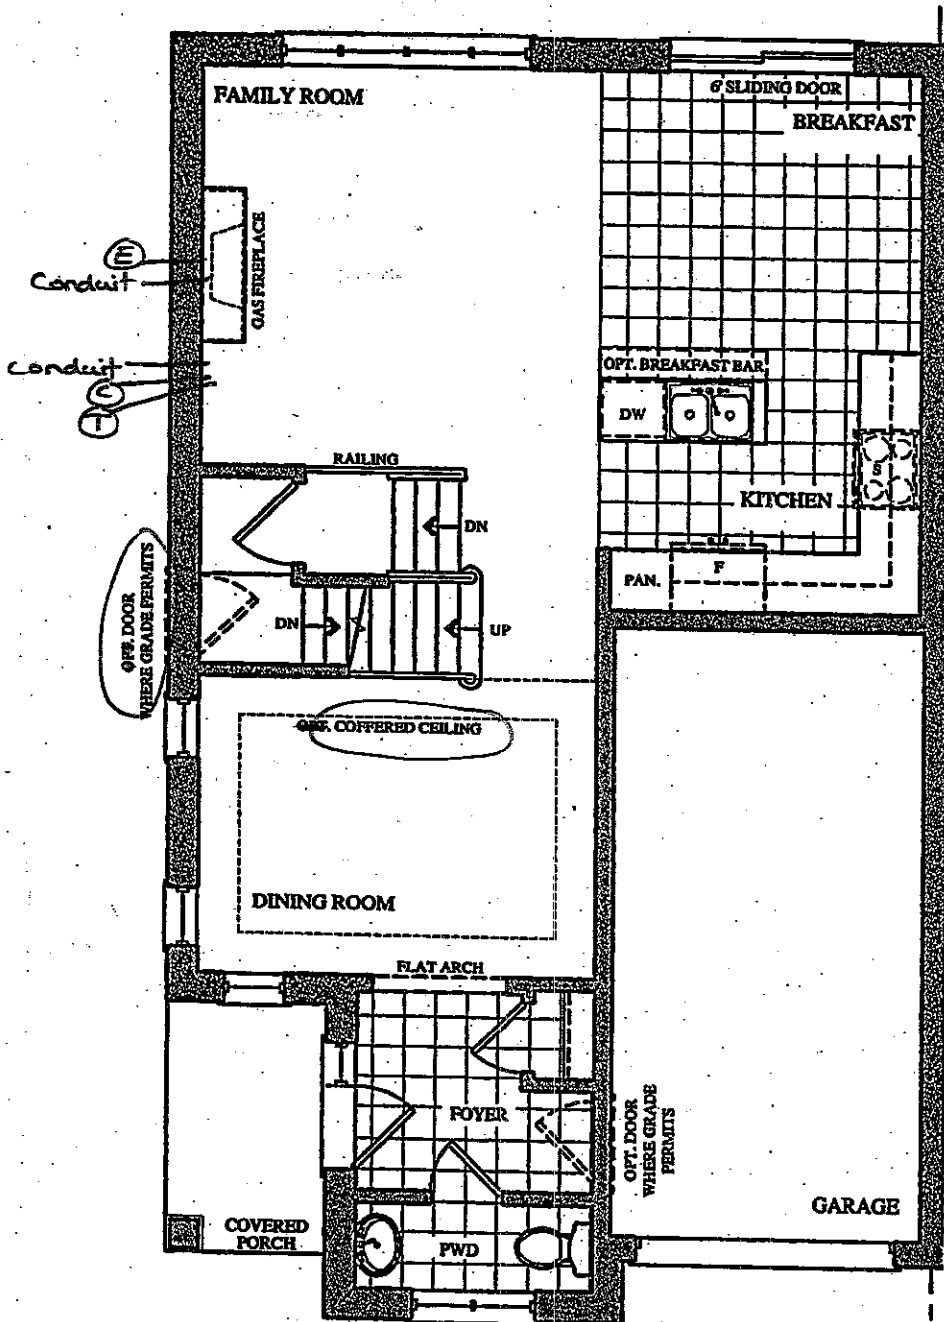 6' SLIDING DOOR
FAMILY ROOM
BREAKFAST
GAS FIREPLACE
E
Conduit
Conduit
C
T
OPT. BREAKFAST BAR
DW
RAILING
S
KITCHEN
DN
F
PAN.
OPT. DOOR
WHERE GRADE PERMITS
DN
UP
OPT. COFFERED CEILING
DINING ROOM
FLAT ARCH
FOYER
OPT. DOOR
WHERE GRADE
PERMITS
GARAGE
COVERED
PORCH
PWD